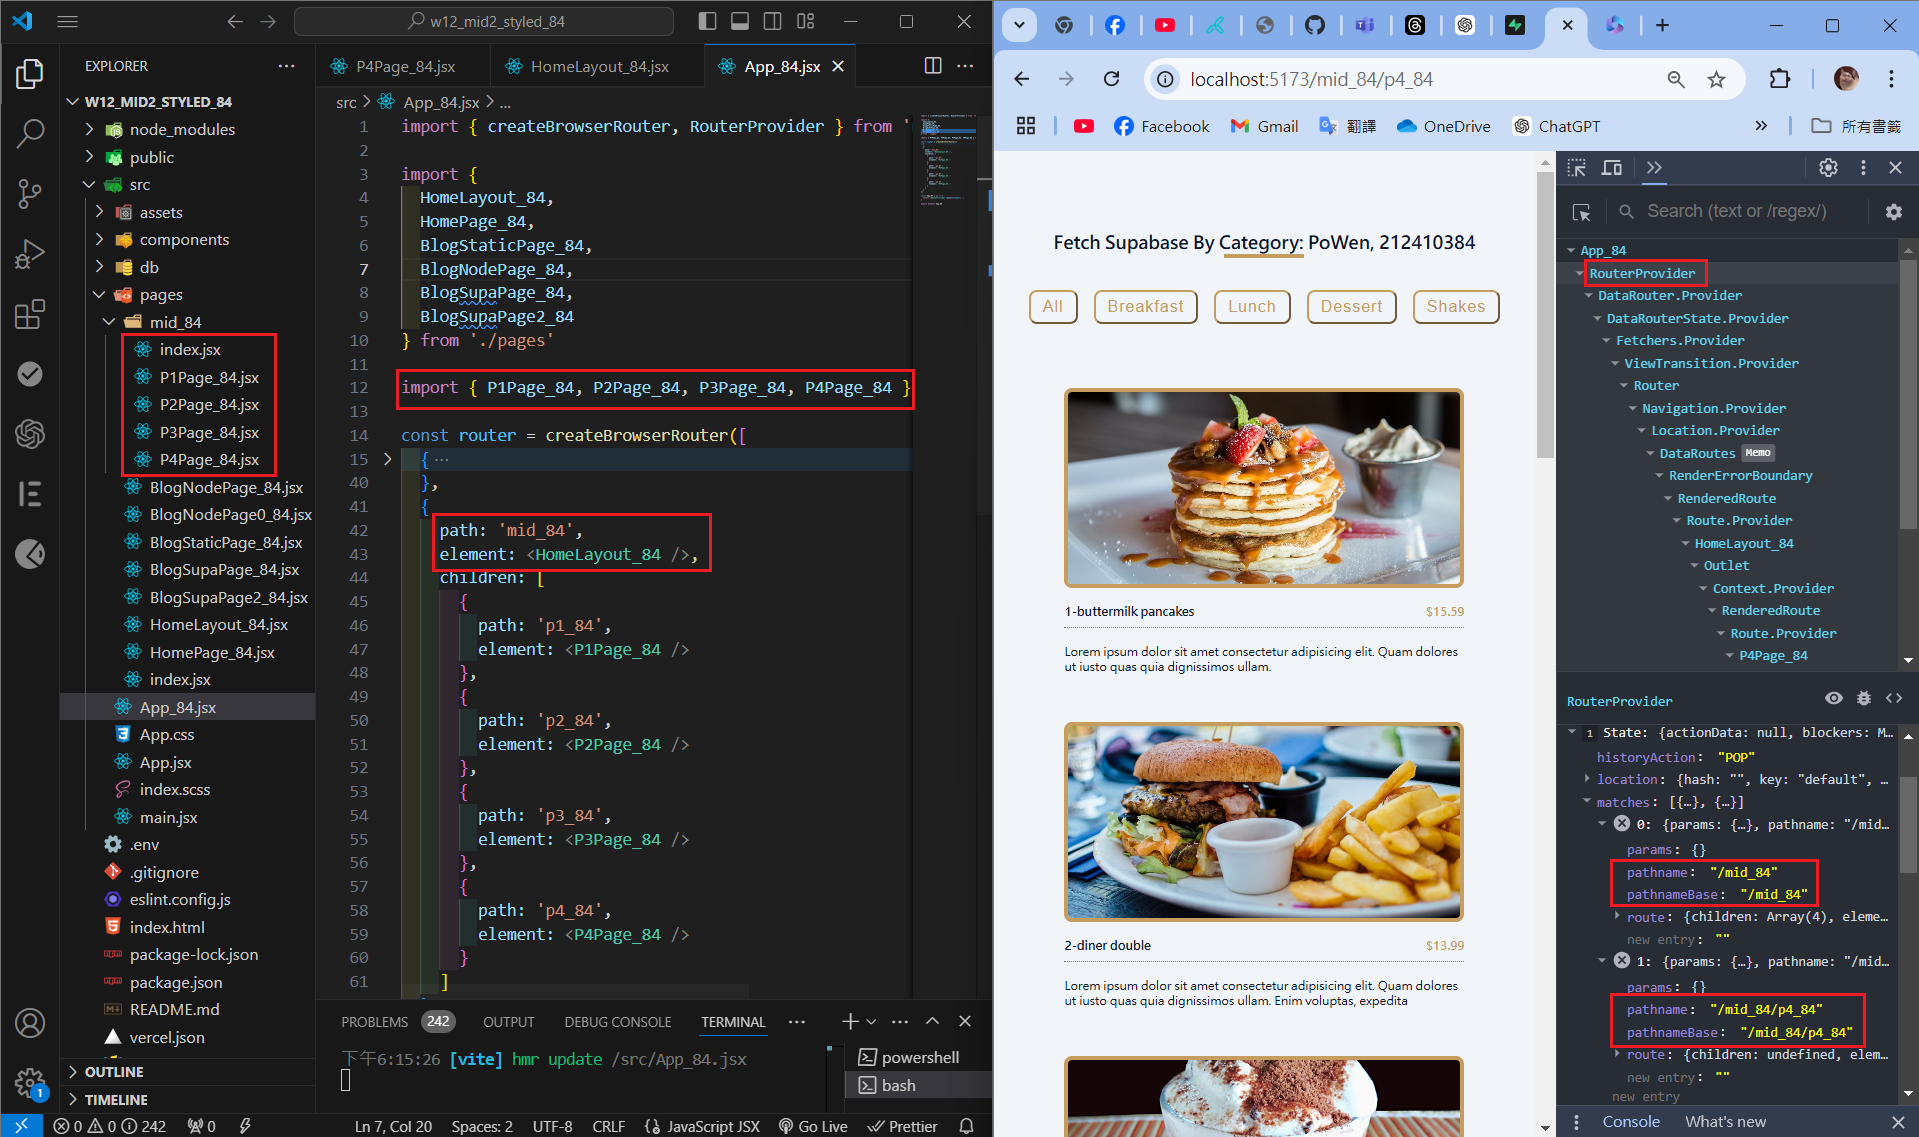 w12_mid2_styled_84
EXPLORER
W12_MID2_STYLED_84
node_modules
public
src
assets
components
db
pages
mid_84
index.jsx
P1Page_84.jsx
P2Page_84.jsx
P3Page_84.jsx
P4Page_84.jsx
BlogNodePage_84.jsx
BlogNodePage0_84.jsx
BlogStaticPage_84.jsx
BlogSupaPage_84.jsx
BlogSupaPage2_84.jsx
HomeLayout_84.jsx
HomePage_84.jsx
index.jsx
App_84.jsx
App.css
App.jsx
index.scss
main.jsx
.env
.gitignore
eslint.config.js
index.html
package-lock.json
package.json
README.md
vercel.json
OUTLINE
TIMELINE
P4Page_84.jsx
HomeLayout_84.jsx
App_84.jsx
src > App_84.jsx > ...
1 import { createBrowserRouter, RouterProvider } from '
2
3 import {
4 HomeLayout_84,
5 HomePage_84,
6 BlogStaticPage_84,
7 BlogNodePage_84,
8 BlogSupaPage_84,
9 BlogSupaPage2_84
10 } from './pages'
11
12 import { P1Page_84, P2Page_84, P3Page_84, P4Page_84 }
13
14 const router = createBrowserRouter([
15 { ...
40 },
41 {
42 path: 'mid_84',
43 element: <HomeLayout_84 />,
44 children: [
45 {
46 path: 'p1_84',
47 element: <P1Page_84 />
48 },
49 {
50 path: 'p2_84',
51 element: <P2Page_84 />
52 },
53 {
54 path: 'p3_84',
55 element: <P3Page_84 />
56 },
57 {
58 path: 'p4_84',
59 element: <P4Page_84 />
60 }
61 ]
PROBLEMS 242 OUTPUT DEBUG CONSOLE TERMINAL
下午6:15:26 [vite] hmr update /src/App_84.jsx
powershell
bash
1
0 0 242 0
Ln 7, Col 20 Spaces: 2 UTF-8 CRLF JavaScript JSX Go Live Prettier
localhost:5173/mid_84/p4_84
Facebook Gmail 翻譯 OneDrive ChatGPT 所有書籤
Fetch Supabase By Category: PoWen, 212410384
All Breakfast Lunch Dessert Shakes
1-buttermilk pancakes $15.59
Lorem ipsum dolor sit amet consectetur adipisicing elit. Quam dolores
ut iusto quas quia dignissimos ullam.
2-diner double $13.99
Lorem ipsum dolor sit amet consectetur adipisicing elit. Quam dolores
ut iusto quas quia dignissimos ullam. Enim voluptas, expedita
Search (text or /regex/)
App_84
RouterProvider
DataRouter.Provider
DataRouterState.Provider
Fetchers.Provider
ViewTransition.Provider
Router
Navigation.Provider
Location.Provider
DataRoutes Memo
RenderErrorBoundary
RenderedRoute
Route.Provider
HomeLayout_84
Outlet
Context.Provider
RenderedRoute
Route.Provider
P4Page_84
RouterProvider
1 State: {actionData: null, blockers: M…
historyAction: "POP"
location: {hash: "", key: "default", …
matches: [{…}, {…}]
0: {params: {…}, pathname: "/mid…
params: {}
pathname: "/mid_84"
pathnameBase: "/mid_84"
route: {children: Array(4), eleme…
new entry: ""
1: {params: {…}, pathname: "/mid…
params: {}
pathname: "/mid_84/p4_84"
pathnameBase: "/mid_84/p4_84"
route: {children: undefined, elem…
new entry: ""
new entry
Console What's new